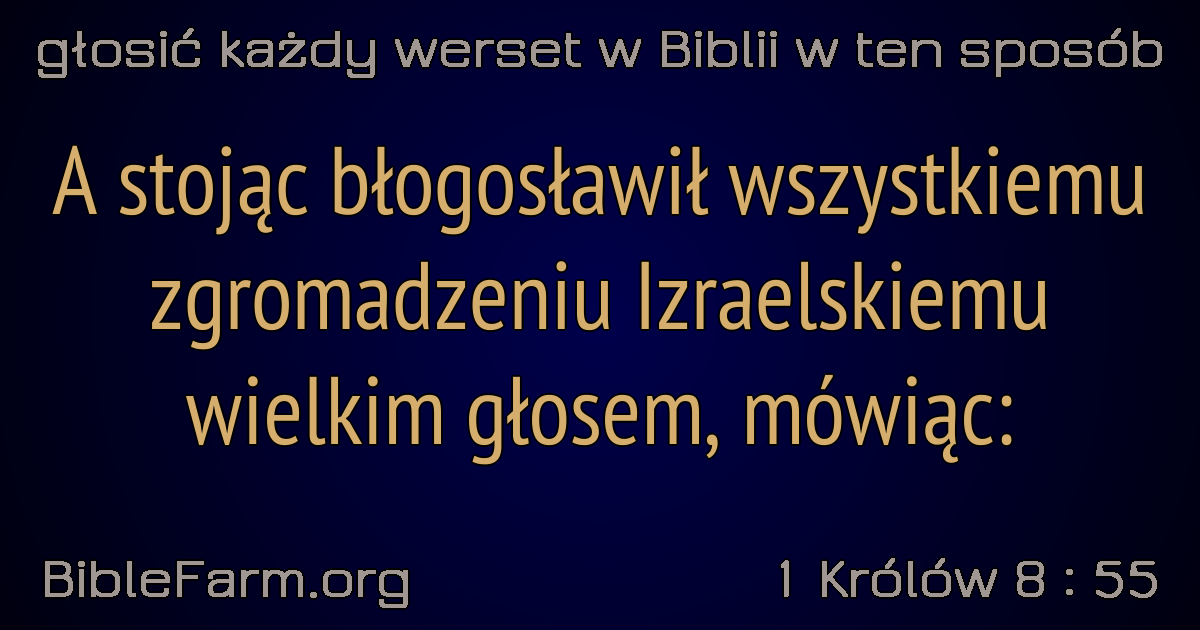 głosić każdy werset w Biblii w ten sposób
A stojąc błogosławił wszystkiemu
zgromadzeniu Izraelskiemu
wielkim głosem, mówiąc:
BibleFarm.org
1 Królów 8 : 55